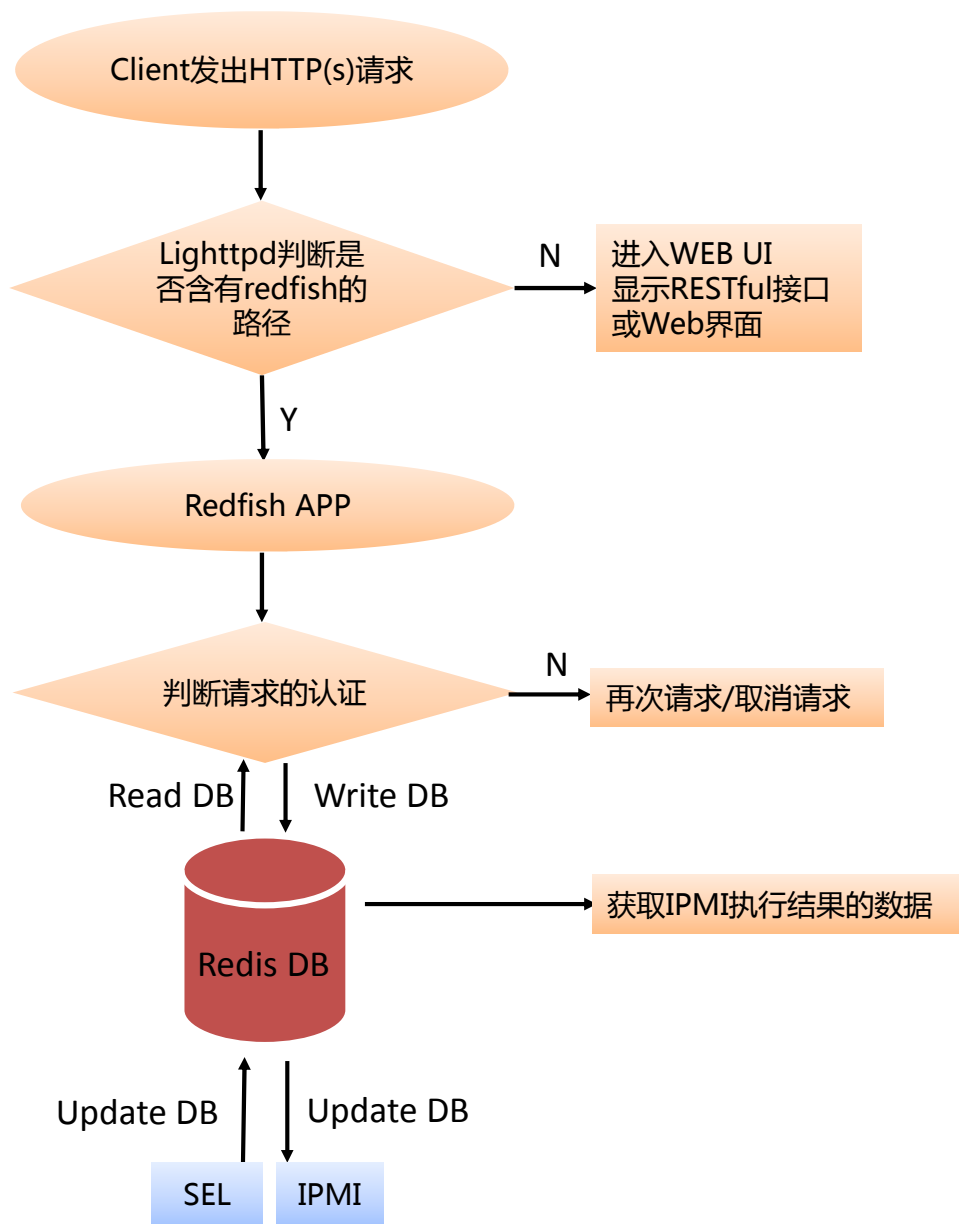 Client发出HTTP(s)请求
Lighttpd判断是
否含有redfish的
路径
N
进入WEB UI
显示RESTful接口
或Web界面
Y
Redfish APP
判断请求的认证
N
再次请求/取消请求
Read DB
Write DB
Redis DB
获取IPMI执行结果的数据
Update DB
Update DB
SEL
IPMI